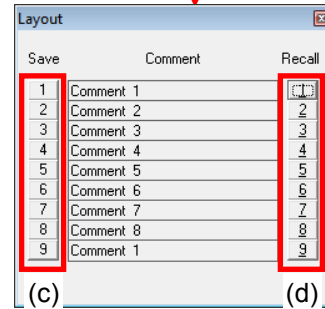 Layout
Save Comment Recall
1 Comment 1 1
2 Comment 2 2
3 Comment 3 3
4 Comment 4 4
5 Comment 5 5
6 Comment 6 6
7 Comment 7 7
8 Comment 8 8
9 Comment 1 9
(c) (d)